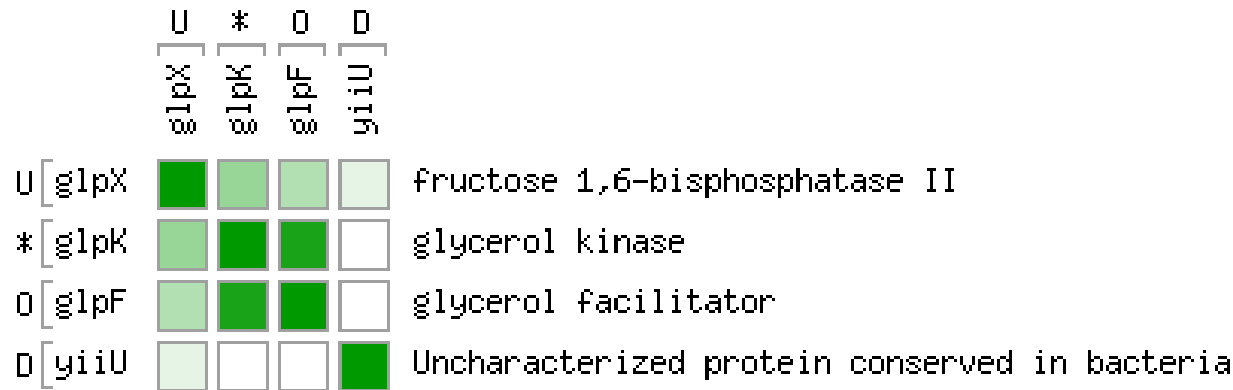 U * O D
glpX glpK glpF yiiU
U glpX fructose 1,6-bisphosphatase II
* glpK glycerol kinase
O glpF glycerol facilitator
D yiiU Uncharacterized protein conserved in bacteria